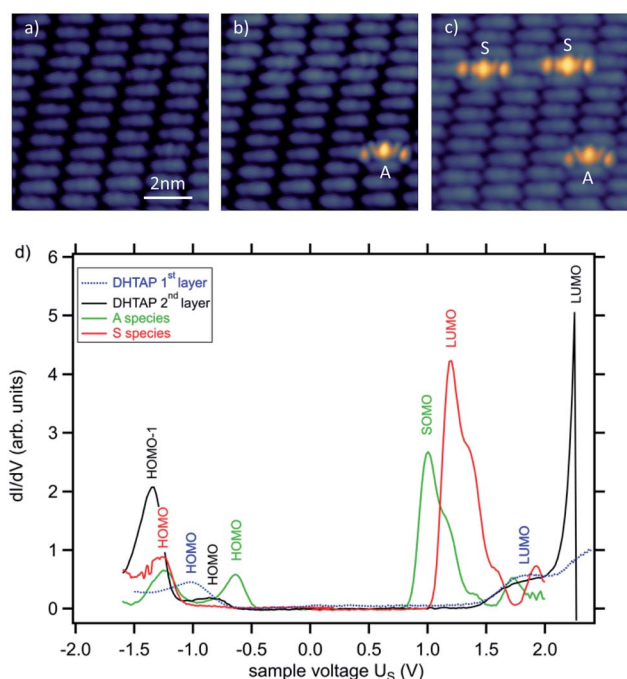 a)
b)
c)
2nm
A
S
S
A
d)
DHTAP 1st layer
DHTAP 2nd layer
A species
S species
HOMO-1
HOMO
HOMO
HOMO
HOMO
SOMO
LUMO
LUMO
LUMO
dI/dV (arb. units)
6
5
4
3
2
1
0
-2.0 -1.5 -1.0 -0.5 0.0 0.5 1.0 1.5 2.0
sample voltage US (V)